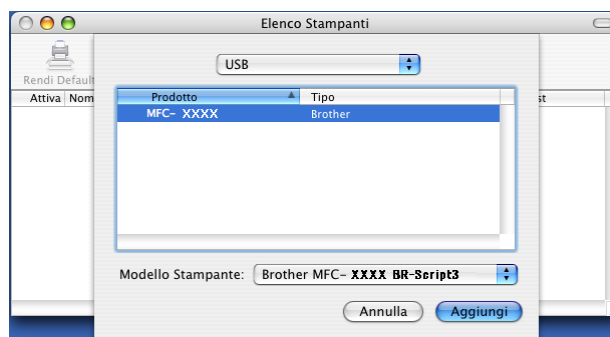 Elenco Stampanti
USB
Rendi Default
Attiva Nom
st
Prodotto Tipo
MFC- XXXX Brother
Modello Stampante: Brother MFC- XXXX BR-Script3
Annulla Aggiungi